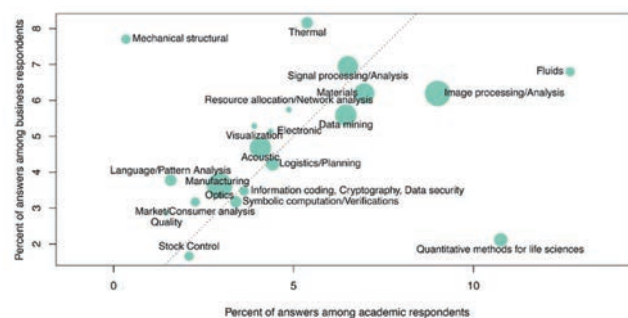 Percent of answers among business respondents
8
7
6
5
4
3
2
Mechanical structural
Thermal
Signal processing/Analysis
Fluids
Materials
Image processing/Analysis
Resource allocation/Network analysis
Electronic
Data mining
Visualization
Acoustic
Logistics/Planning
Language/Pattern Analysis
Manufacturing
Information coding, Cryptography, Data security
Optics
Symbolic computation/Verifications
Market/Consumer analysis
Quality
Stock Control
Quantitative methods for life sciences
0 5 10
Percent of answers among academic respondents